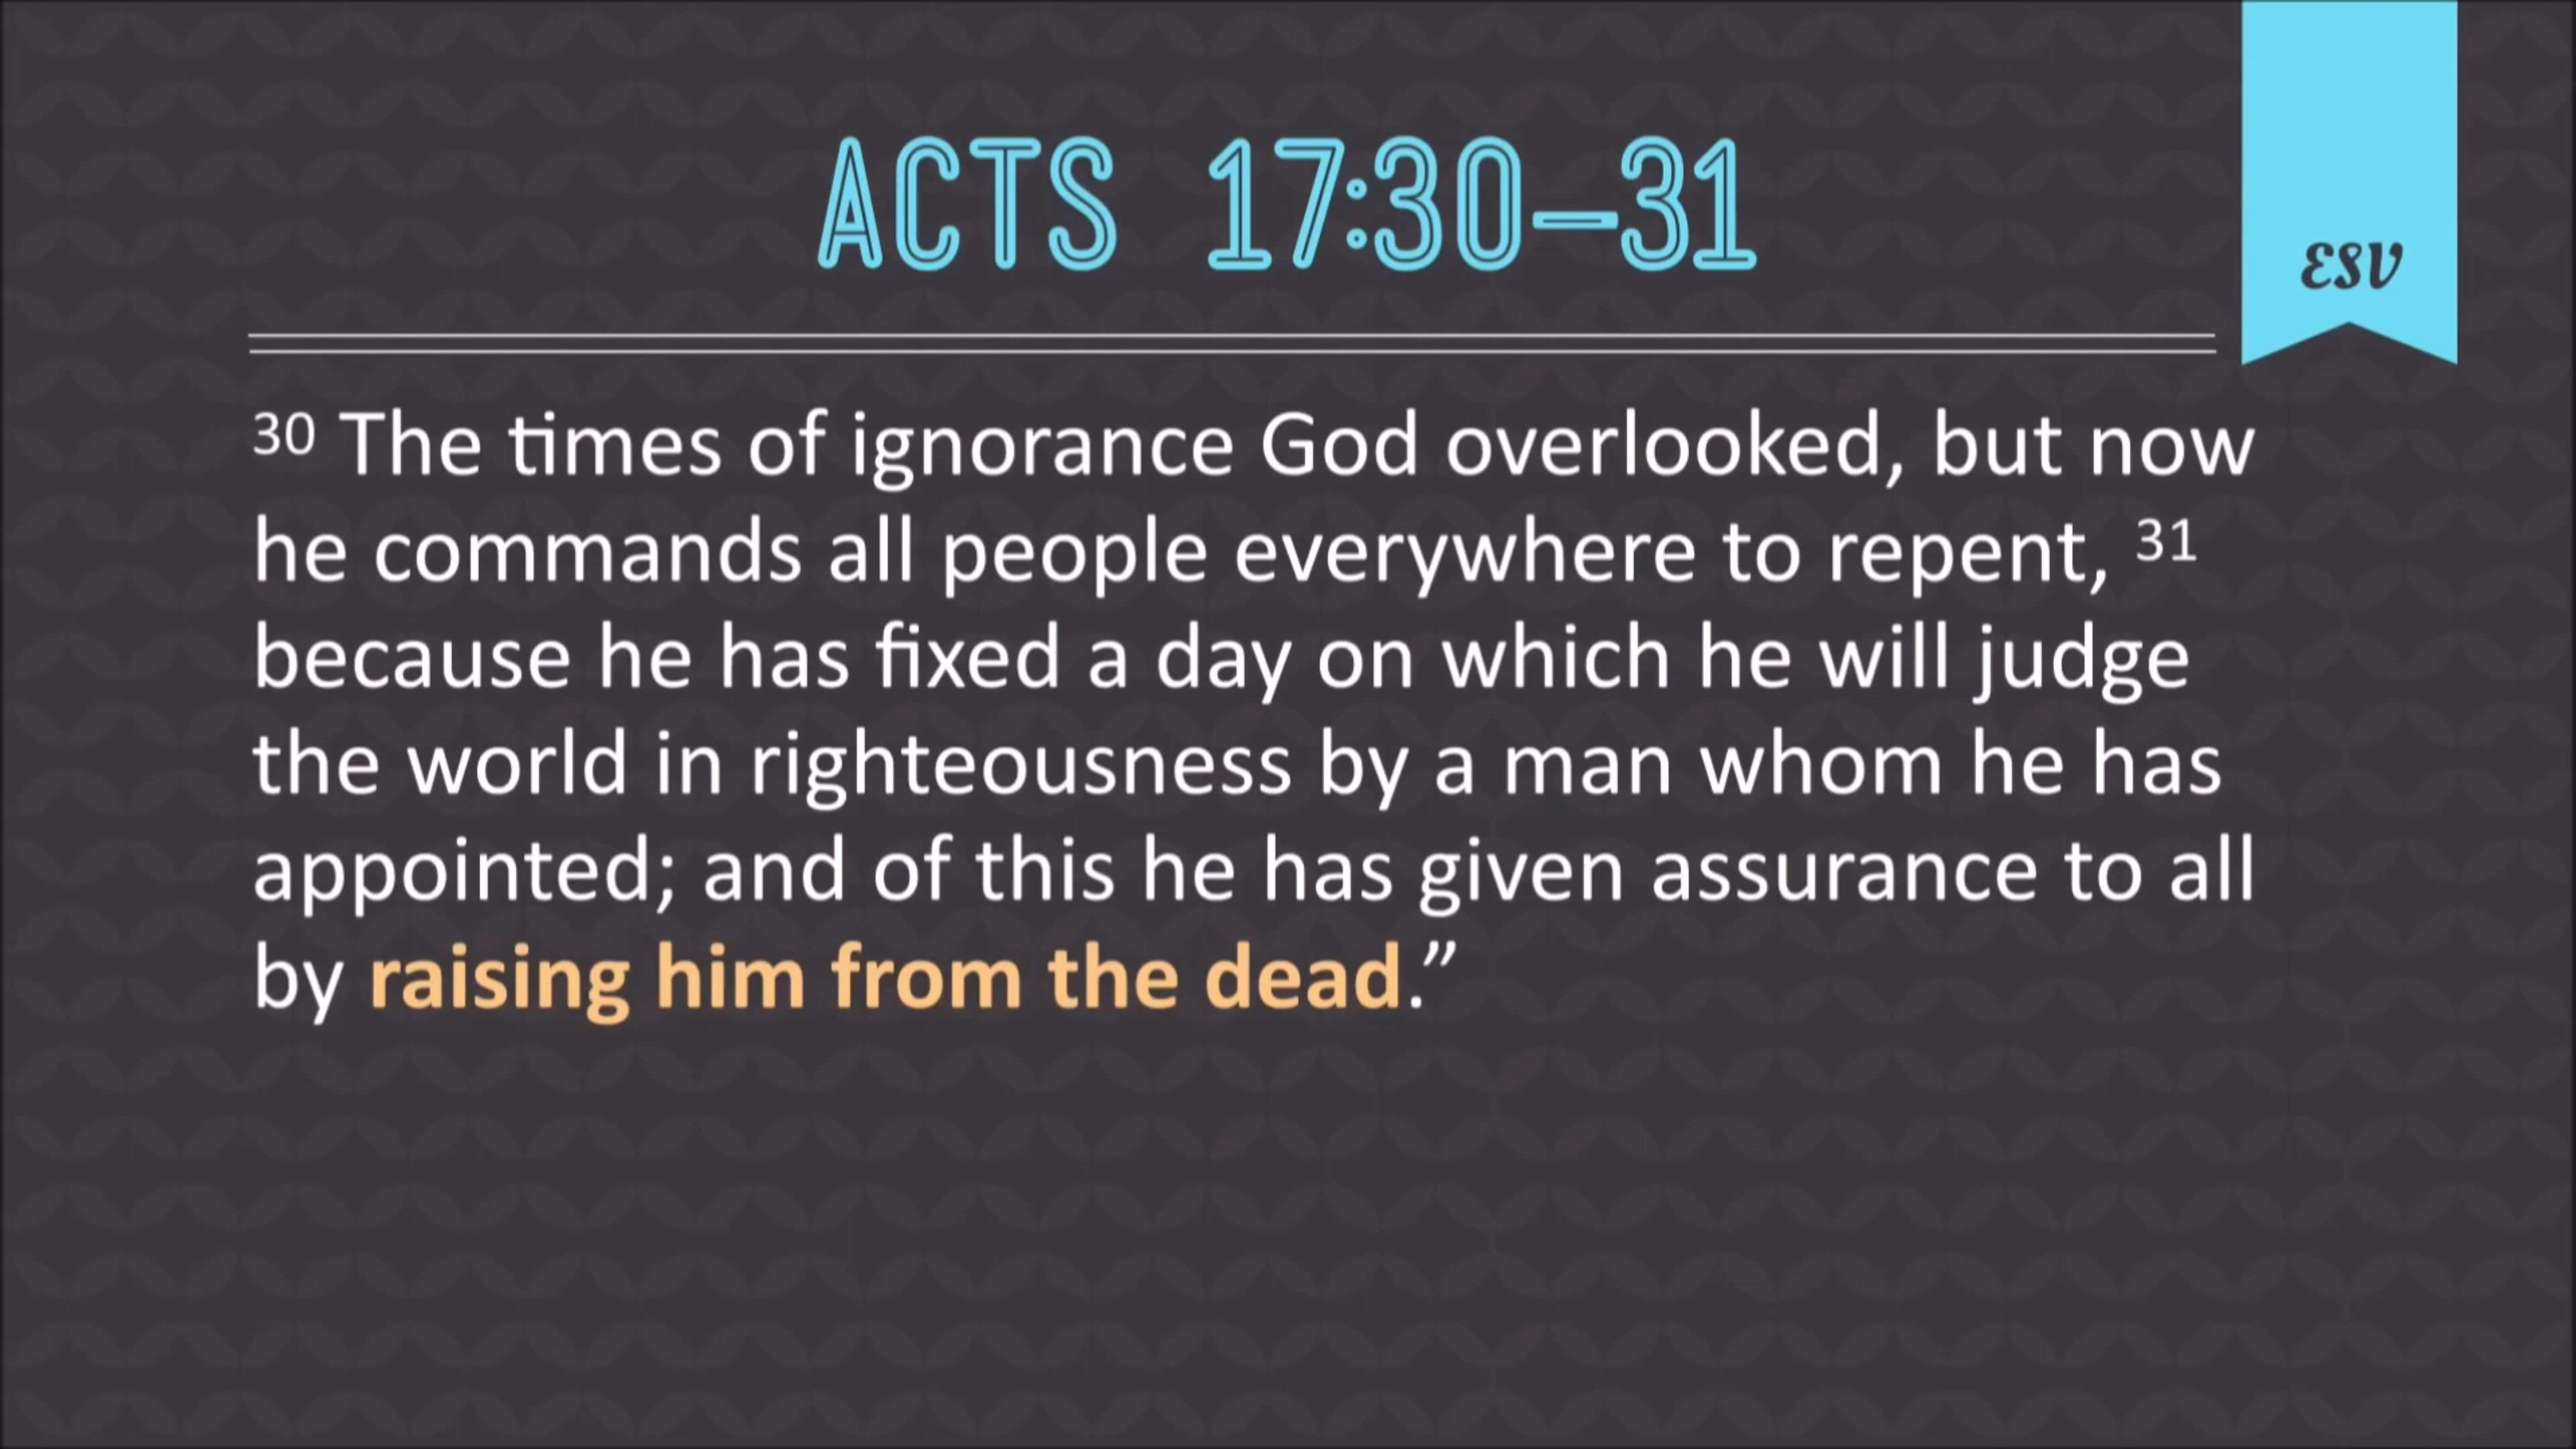 ACTS 17:30–31
ESV
30 The times of ignorance God overlooked, but now
he commands all people everywhere to repent, 31
because he has fixed a day on which he will judge
the world in righteousness by a man whom he has
appointed; and of this he has given assurance to all
by raising him from the dead.”